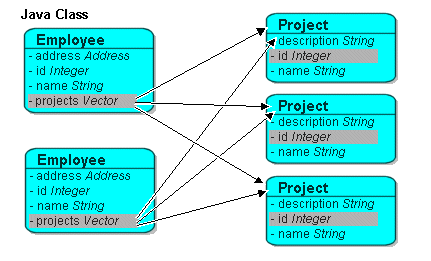 Java Class
Employee
- address Address
- id Integer
- name String
- projects Vector
Employee
- address Address
- id Integer
- name String
- projects Vector
Project
- description String
- id Integer
- name String
Project
- description String
- id Integer
- name String
Project
- description String
- id Integer
- name String